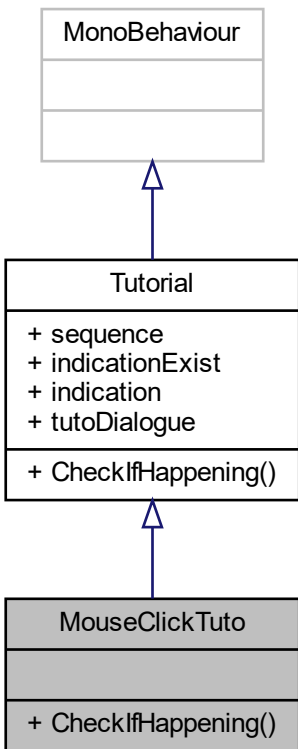 MonoBehaviour
Tutorial
+ sequence
+ indicationExist
+ indication
+ tutoDialogue
+ CheckIfHappening()
MouseClickTuto
+ CheckIfHappening()